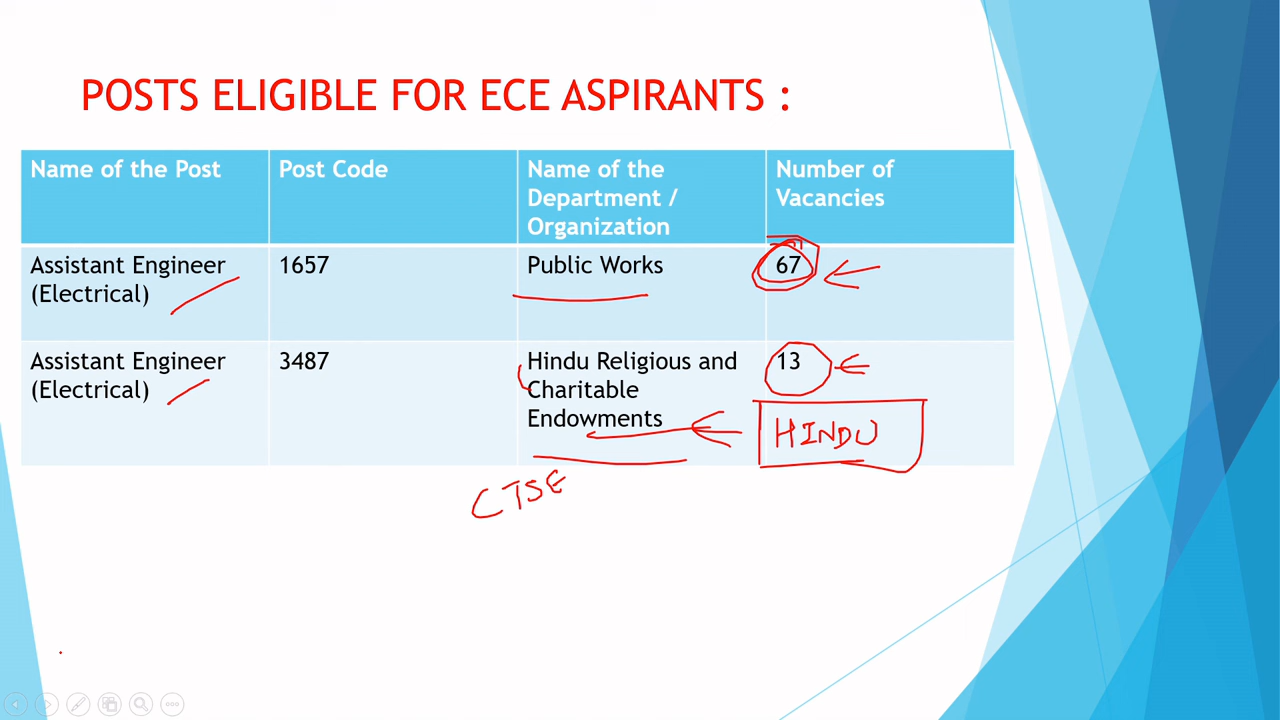 POSTS ELIGIBLE FOR ECE ASPIRANTS :
Name of the Post
Post Code
Name of the
Department /
Organization
Number of
Vacancies
Assistant Engineer
(Electrical)
1657
Public Works
67
Assistant Engineer
(Electrical)
3487
Hindu Religious and
Charitable
Endowments
13
HINDU
CTSE